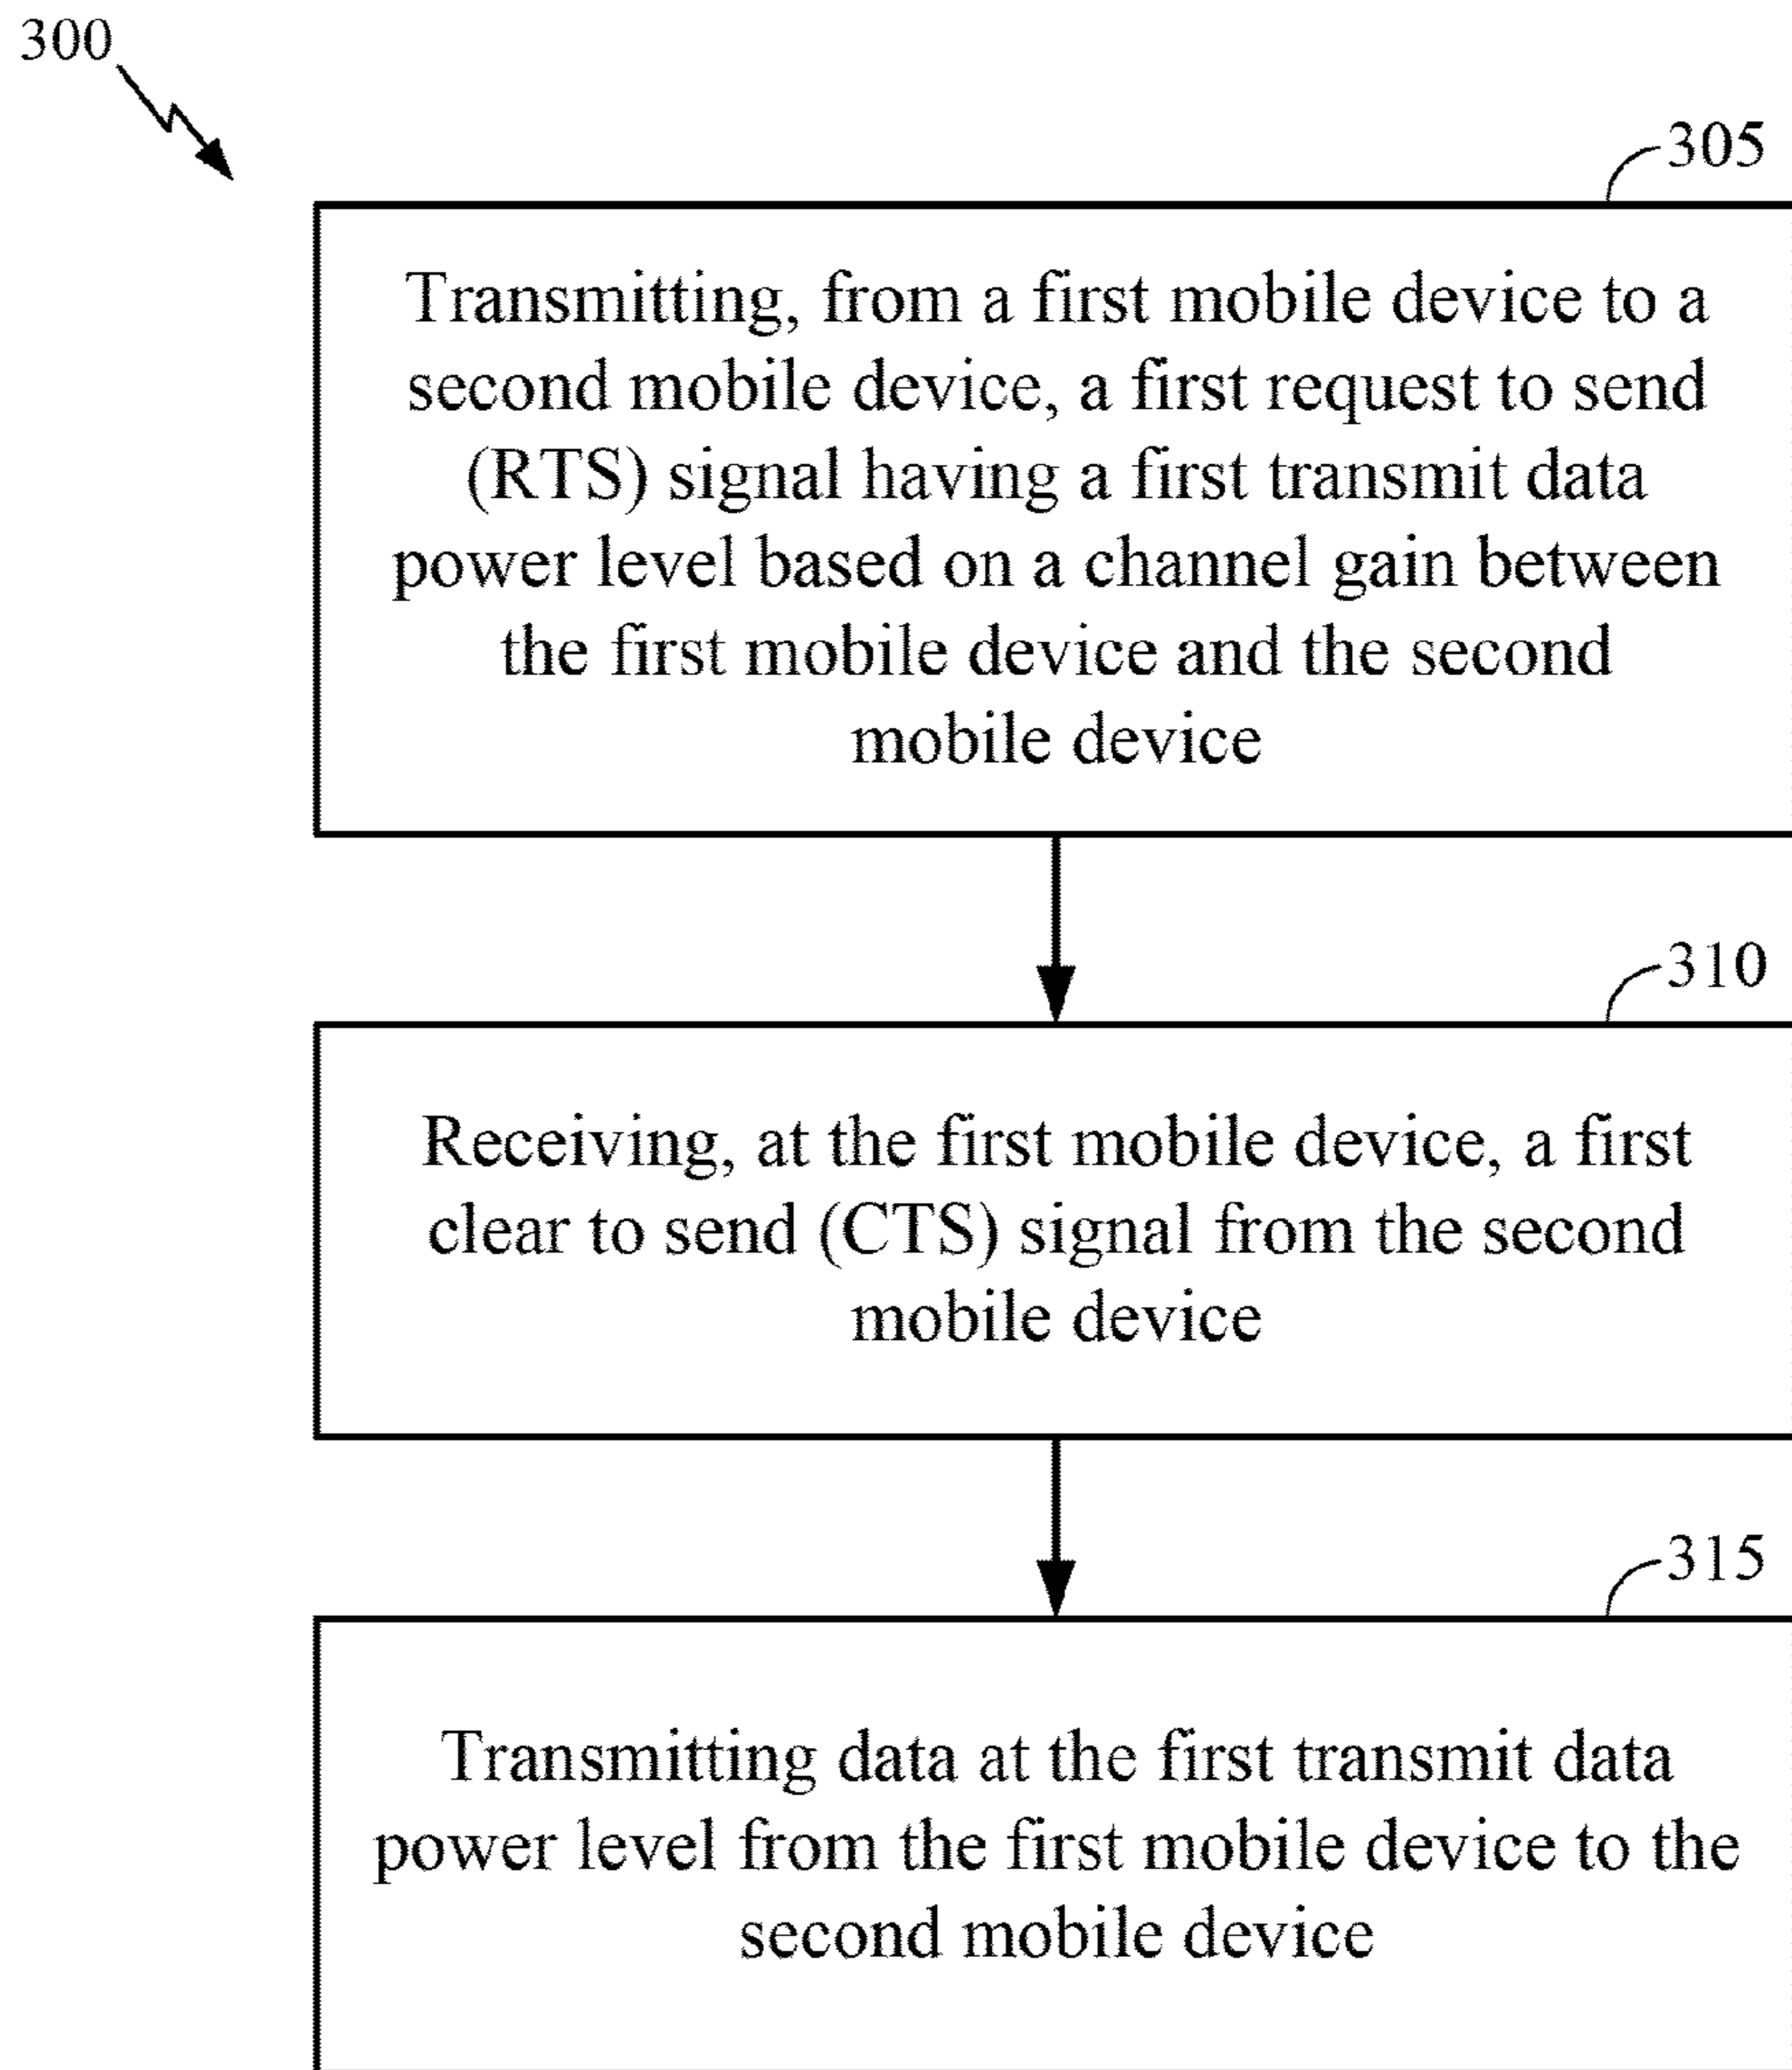 300
305
Transmitting, from a first mobile device to a
second mobile device, a first request to send
(RTS) signal having a first transmit data
power level based on a channel gain between
the first mobile device and the second
mobile device
310
Receiving, at the first mobile device, a first
clear to send (CTS) signal from the second
mobile device
315
Transmitting data at the first transmit data
power level from the first mobile device to the
second mobile device